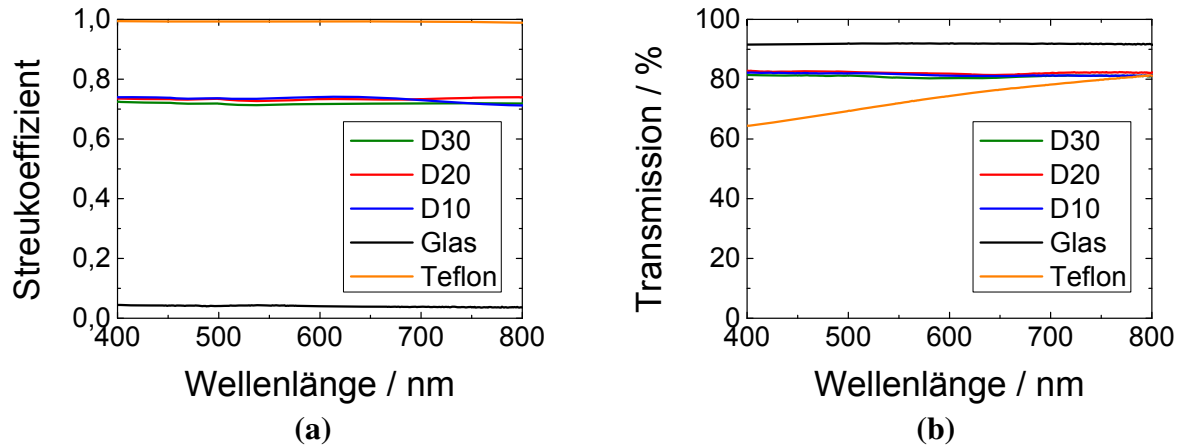 1,0
0,8
0,6
0,4
0,2
0,0
Streukoeffizient
D30
D20
D10
Glas
Teflon
400 500 600 700 800
Wellenlänge / nm
(a)
100
80
60
40
20
0
Transmission / %
D30
D20
D10
Glas
Teflon
400 500 600 700 800
Wellenlänge / nm
(b)